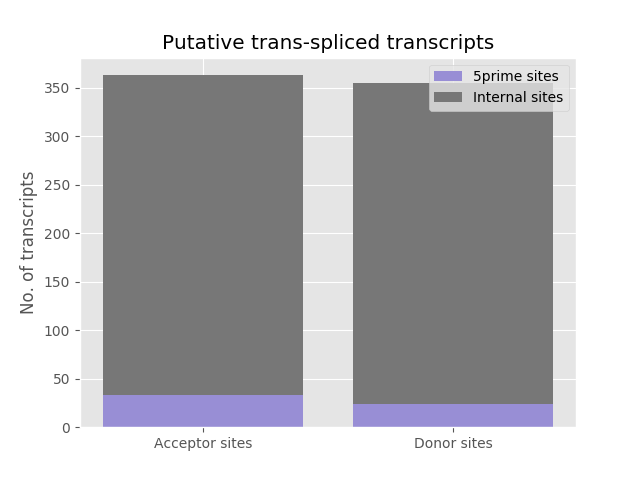 Putative trans-spliced transcripts
5prime sites
Internal sites
No. of transcripts
350
300
250
200
150
100
50
0
Acceptor sites
Donor sites